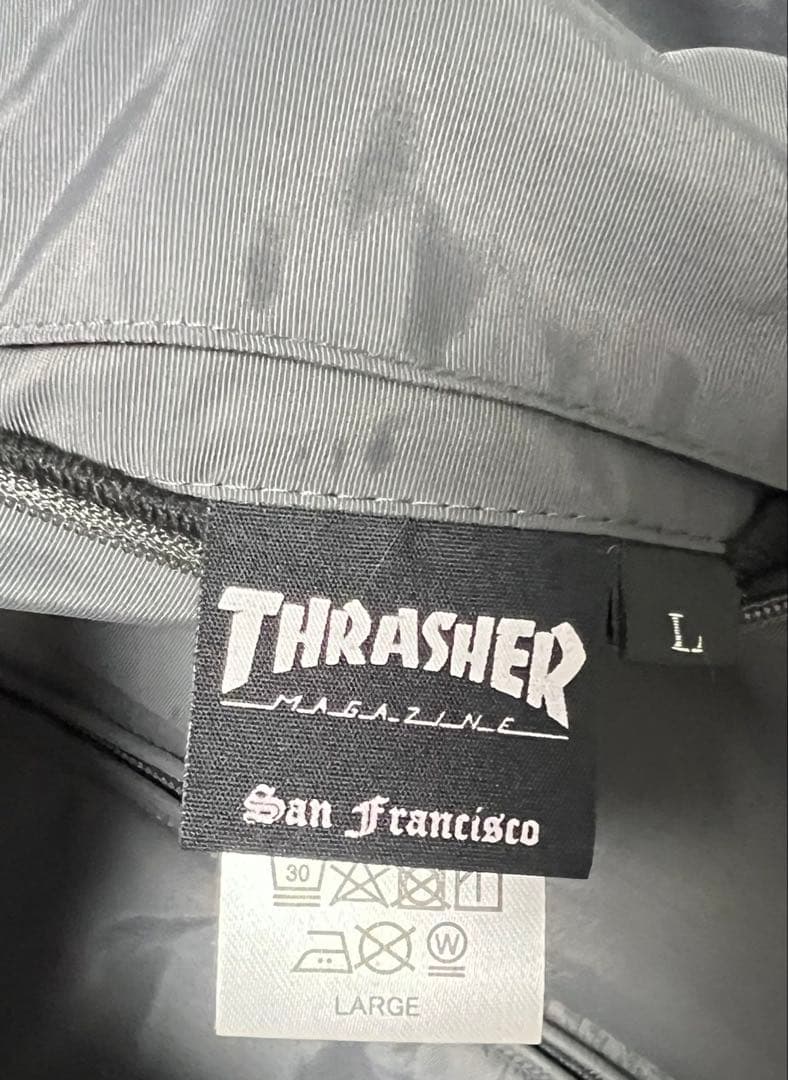 THRASHER
MAGAZINE
San Francisco
L
30
W
LARGE